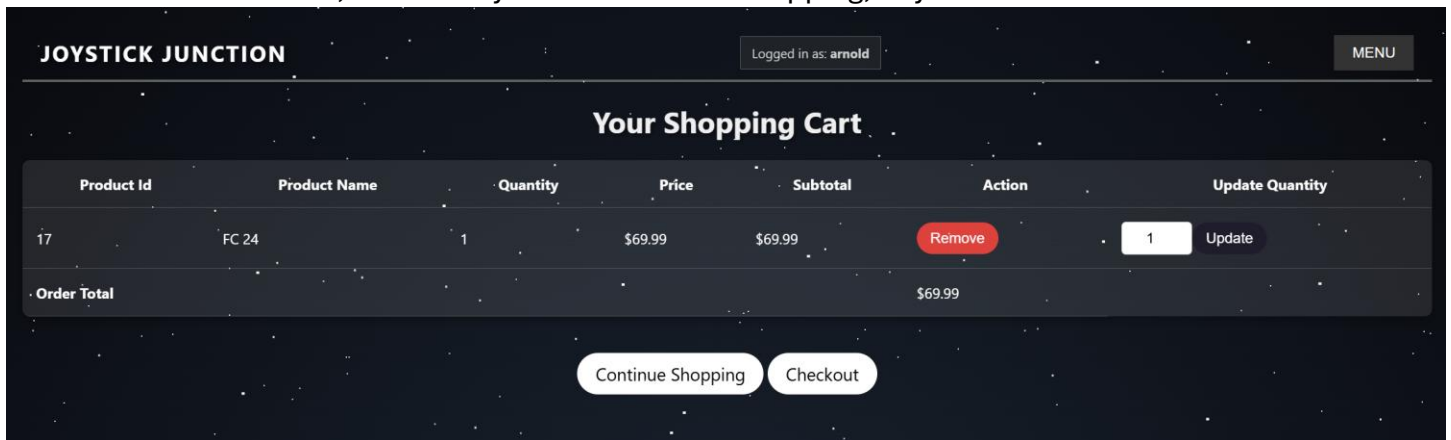 JOYSTICK JUNCTION Logged in as: arnold MENU
Your Shopping Cart
Product Id Product Name Quantity Price Subtotal Action Update Quantity
17 FC 24 1 $69.99 $69.99 Remove 1 Update
Order Total $69.99
Continue Shopping Checkout